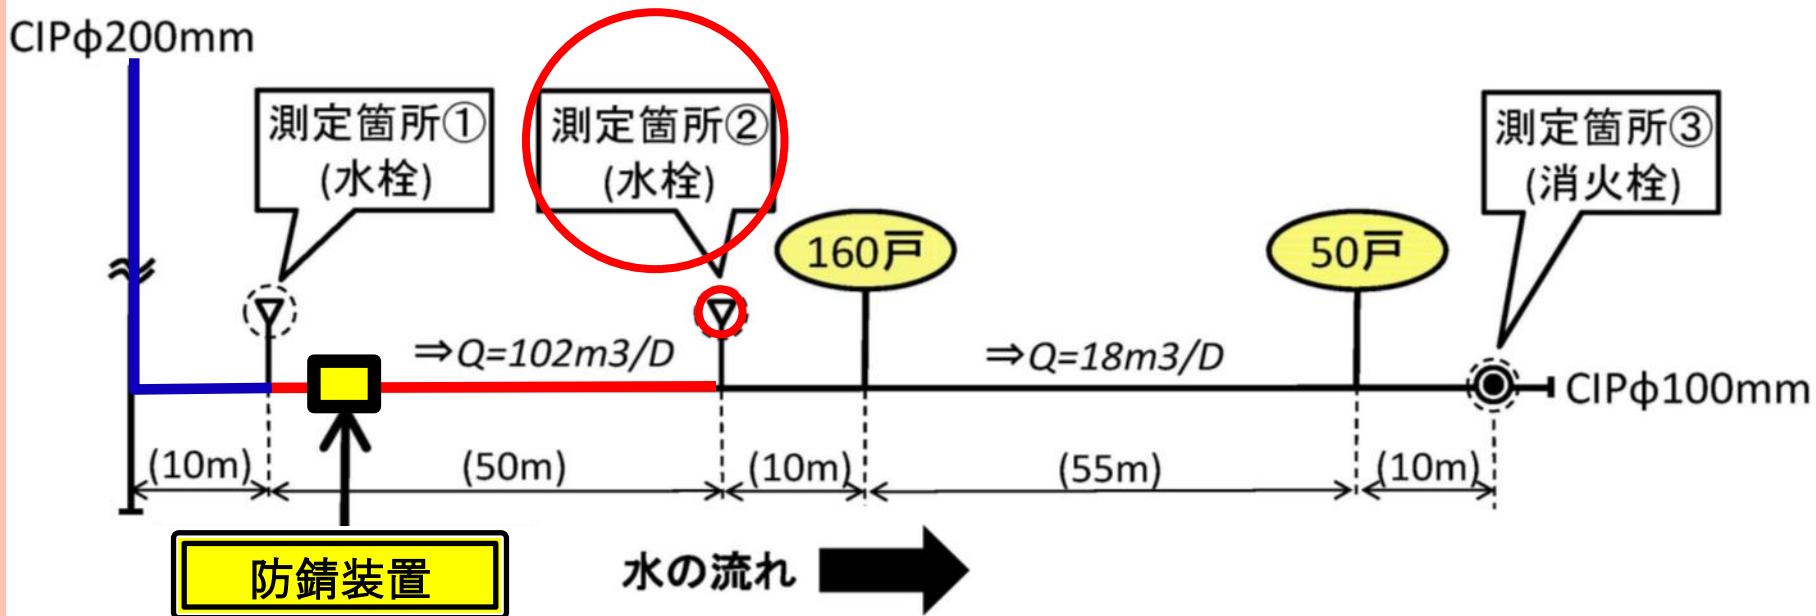 CIPφ200mm
測定箇所①
(水栓)
測定箇所②
(水栓)
測定箇所③
(消火栓)
160戸
50戸
⇒Q=102m3/D
⇒Q=18m3/D
CIPφ100mm
(10m)
(50m)
(10m)
(55m)
(10m)
防錆装置
水の流れ